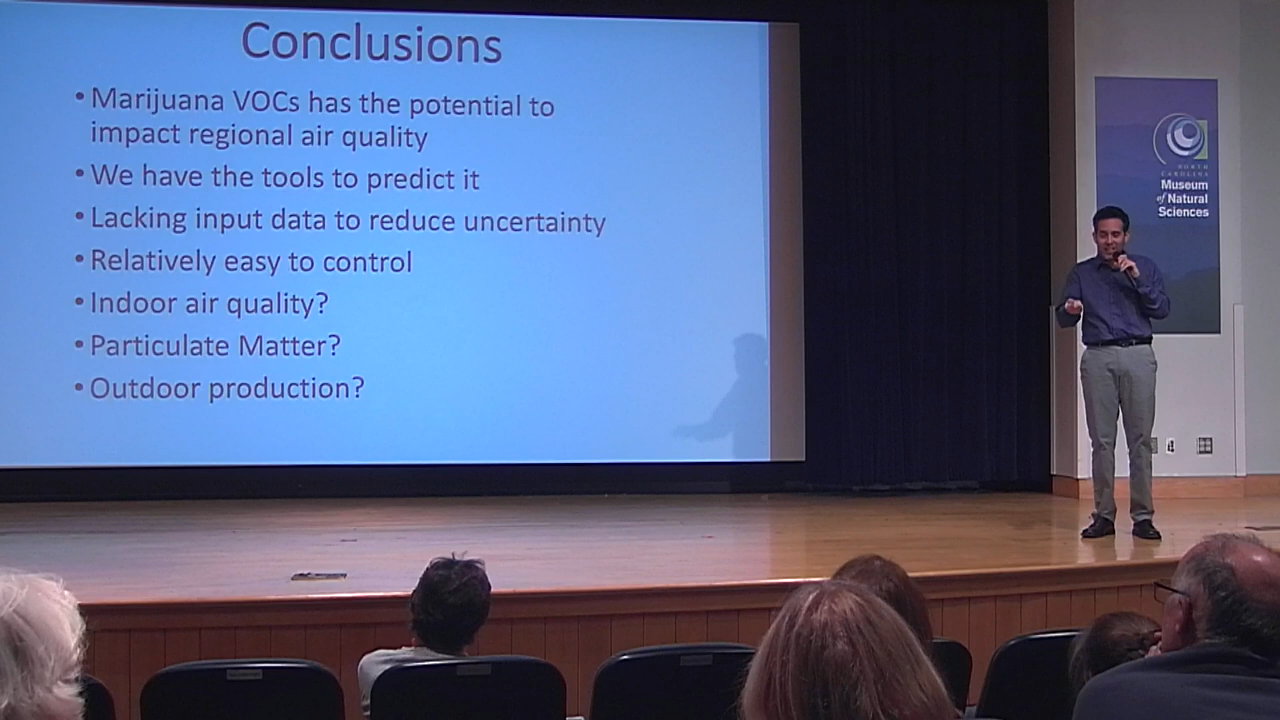 Conclusions
• Marijuana VOCs has the potential to
impact regional air quality
• We have the tools to predict it
• Lacking input data to reduce uncertainty
• Relatively easy to control
• Indoor air quality?
• Particulate Matter?
• Outdoor production?
NORTH
CAROLINA
Museum
of Natural
Sciences